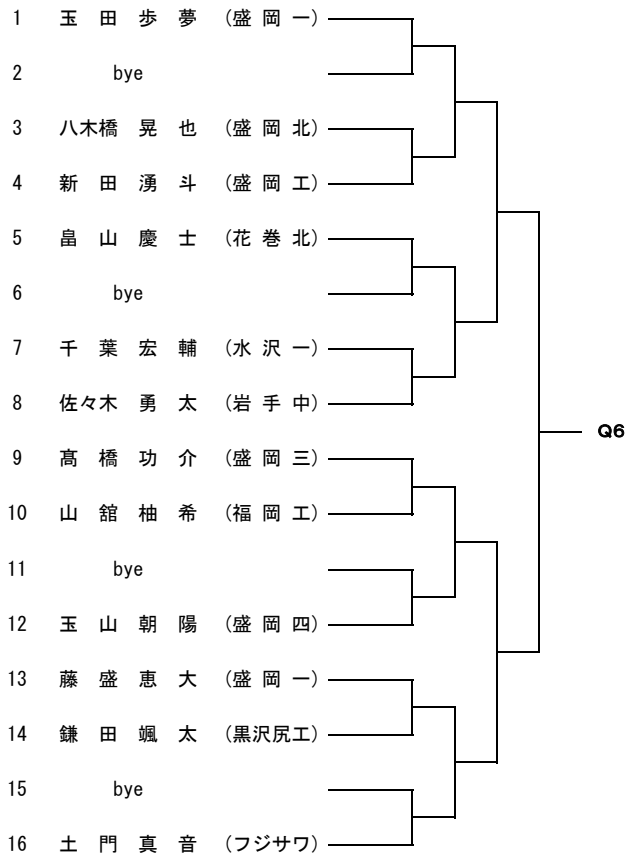 1 玉田歩夢 (盛岡一)
2 bye
3 八木橋晃也 (盛岡北)
4 新田湧斗 (盛岡工)
5 畠山慶士 (花巻北)
6 bye
7 千葉宏輔 (水沢一)
8 佐々木勇太 (岩手中)
Q6
9 髙橋功介 (盛岡三)
10 山舘柚希 (福岡工)
11 bye
12 玉山朝陽 (盛岡四)
13 藤盛恵大 (盛岡一)
14 鎌田颯太 (黒沢尻工)
15 bye
16 土門真音 (フジサワ)